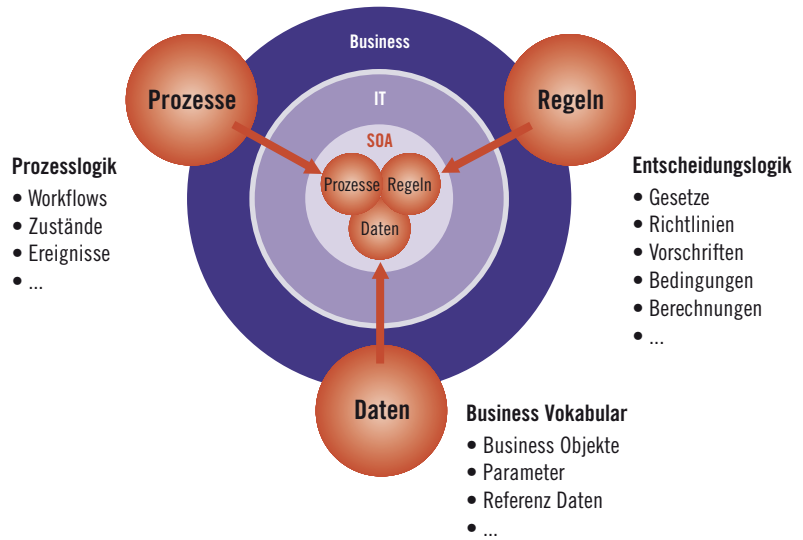 Business
Prozesse
Regeln
IT
SOA
Prozesse
Regeln
Daten
Prozesslogik
• Workflows
• Zustände
• Ereignisse
• ...
Entscheidungslogik
• Gesetze
• Richtlinien
• Vorschriften
• Bedingungen
• Berechnungen
• ...
Daten
Business Vokabular
• Business Objekte
• Parameter
• Referenz Daten
• ...